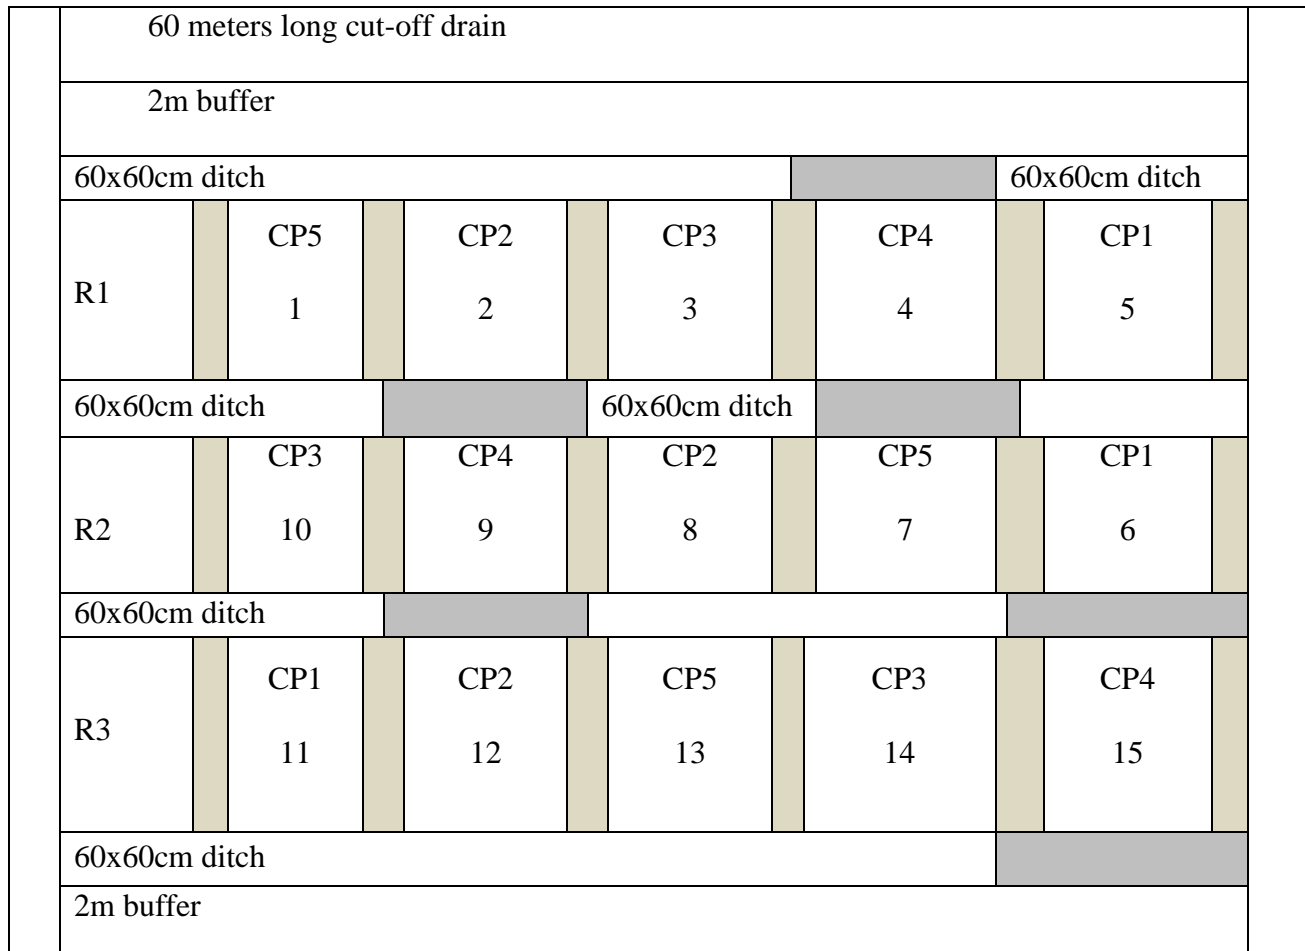 60 meters long cut-off drain
2m buffer
60x60cm ditch 60x60cm ditch
CP5 CP2 CP3 CP4 CP1
R1
1 2 3 4 5
60x60cm ditch 60x60cm ditch
CP3 CP4 CP2 CP5 CP1
R2 10 9 8 7 6
60x60cm ditch
CP1 CP2 CP5 CP3 CP4
R3
11 12 13 14 15
60x60cm ditch
2m buffer